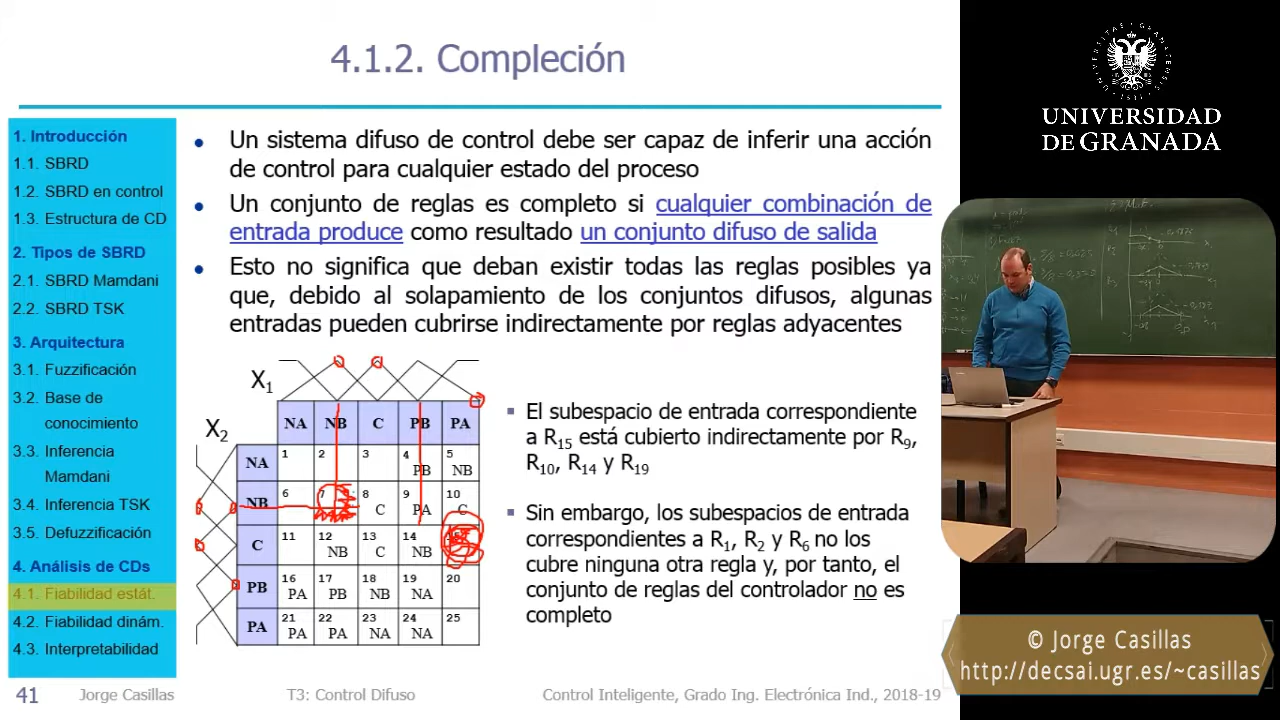 4.1.2. Compleción
1. Introducción
1.1. SBRD
1.2. SBRD en control
1.3. Estructura de CD
2. Tipos de SBRD
2.1. SBRD Mamdani
2.2. SBRD TSK
3. Arquitectura
3.1. Fuzzificación
3.2. Base de
conocimiento
3.3. Inferencia
Mamdani
3.4. Inferencia TSK
3.5. Defuzzificación
4. Análisis de CDs
4.1. Fiabilidad estát.
4.2. Fiabilidad dinám.
4.3. Interpretabilidad
• Un sistema difuso de control debe ser capaz de inferir una acción
de control para cualquier estado del proceso
• Un conjunto de reglas es completo si cualquier combinación de
entrada produce como resultado un conjunto difuso de salida
• Esto no significa que deban existir todas las reglas posibles ya
que, debido al solapamiento de los conjuntos difusos, algunas
entradas pueden cubrirse indirectamente por reglas adyacentes
X1
X2
NA NB C PB PA
NA 1 2 3 4 PB 5 NB
NB 6 7 8 C 9 PA 10 C
C 11 12 NB 13 C 14 NB 15
PB 16 PA 17 PB 18 NB 19 NA 20
PA 21 PA 22 PA 23 NA 24 NA 25
▪ El subespacio de entrada correspondiente
a R15 está cubierto indirectamente por R9,
R10, R14 y R19
▪ Sin embargo, los subespacios de entrada
correspondientes a R1, R2 y R6 no los
cubre ninguna otra regla y, por tanto, el
conjunto de reglas del controlador no es
completo
41 Jorge Casillas T3: Control Difuso Control Inteligente, Grado Ing. Electrónica Ind., 2018-19
UNIVERSIDAD
DE GRANADA
© Jorge Casillas
http://decsai.ugr.es/~casillas